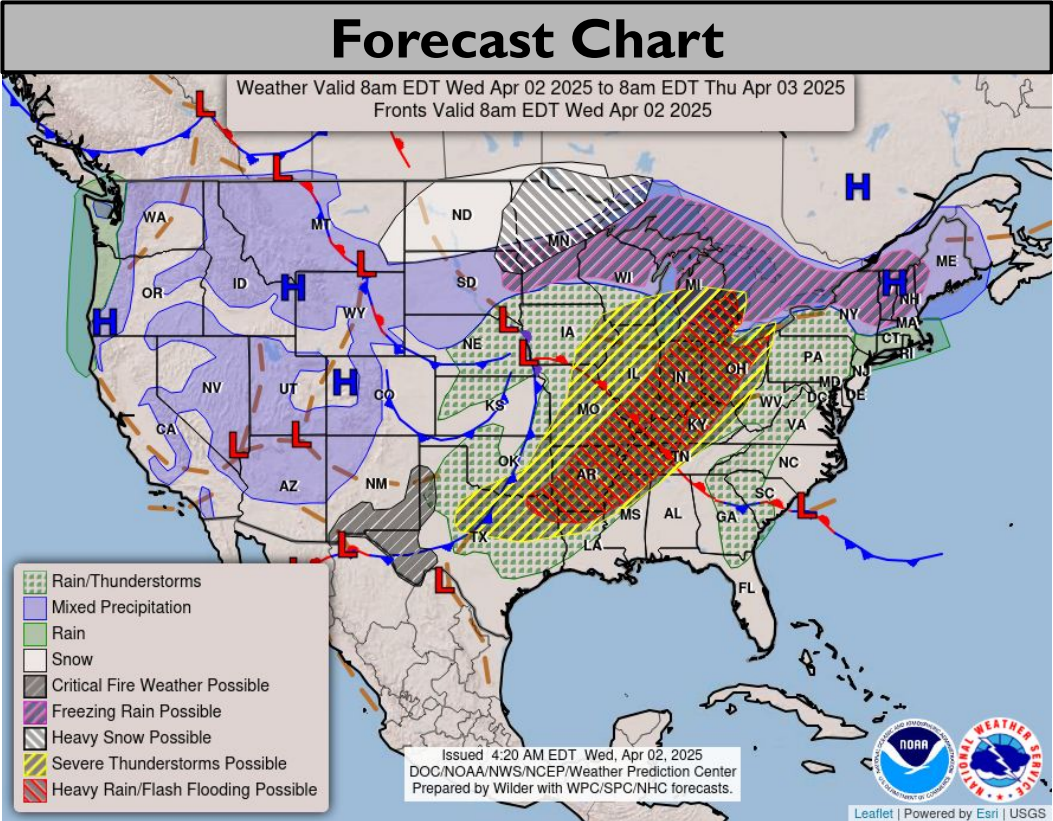 Forecast Chart
Weather Valid 8am EDT Wed Apr 02 2025 to 8am EDT Thu Apr 03 2025
Fronts Valid 8am EDT Wed Apr 02 2025
L
L
H
WA
MT
ND
MN
ME
L
OR
ID
H
WY
SD
WI
MI
H
NH
NY
MA
H
L
NE
IA
L
CT
RI
PA
NJ
NV
UT
H
CO
KS
MO
IL
IN
OH
MD
DC
DE
WV
VA
CA
L
L
KY
AZ
NM
OK
AR
TN
NC
SC
L
MS
AL
GA
TX
LA
L
L
FL
Rain/Thunderstorms
Mixed Precipitation
Rain
Snow
Critical Fire Weather Possible
Freezing Rain Possible
Heavy Snow Possible
Severe Thunderstorms Possible
Heavy Rain/Flash Flooding Possible
Issued 4:20 AM EDT Wed, Apr 02, 2025
DOC/NOAA/NWS/NCEP/Weather Prediction Center
Prepared by Wilder with WPC/SPC/NHC forecasts.
NOAA
NATIONAL WEATHER SERVICE
Leaflet | Powered by Esri | USGS